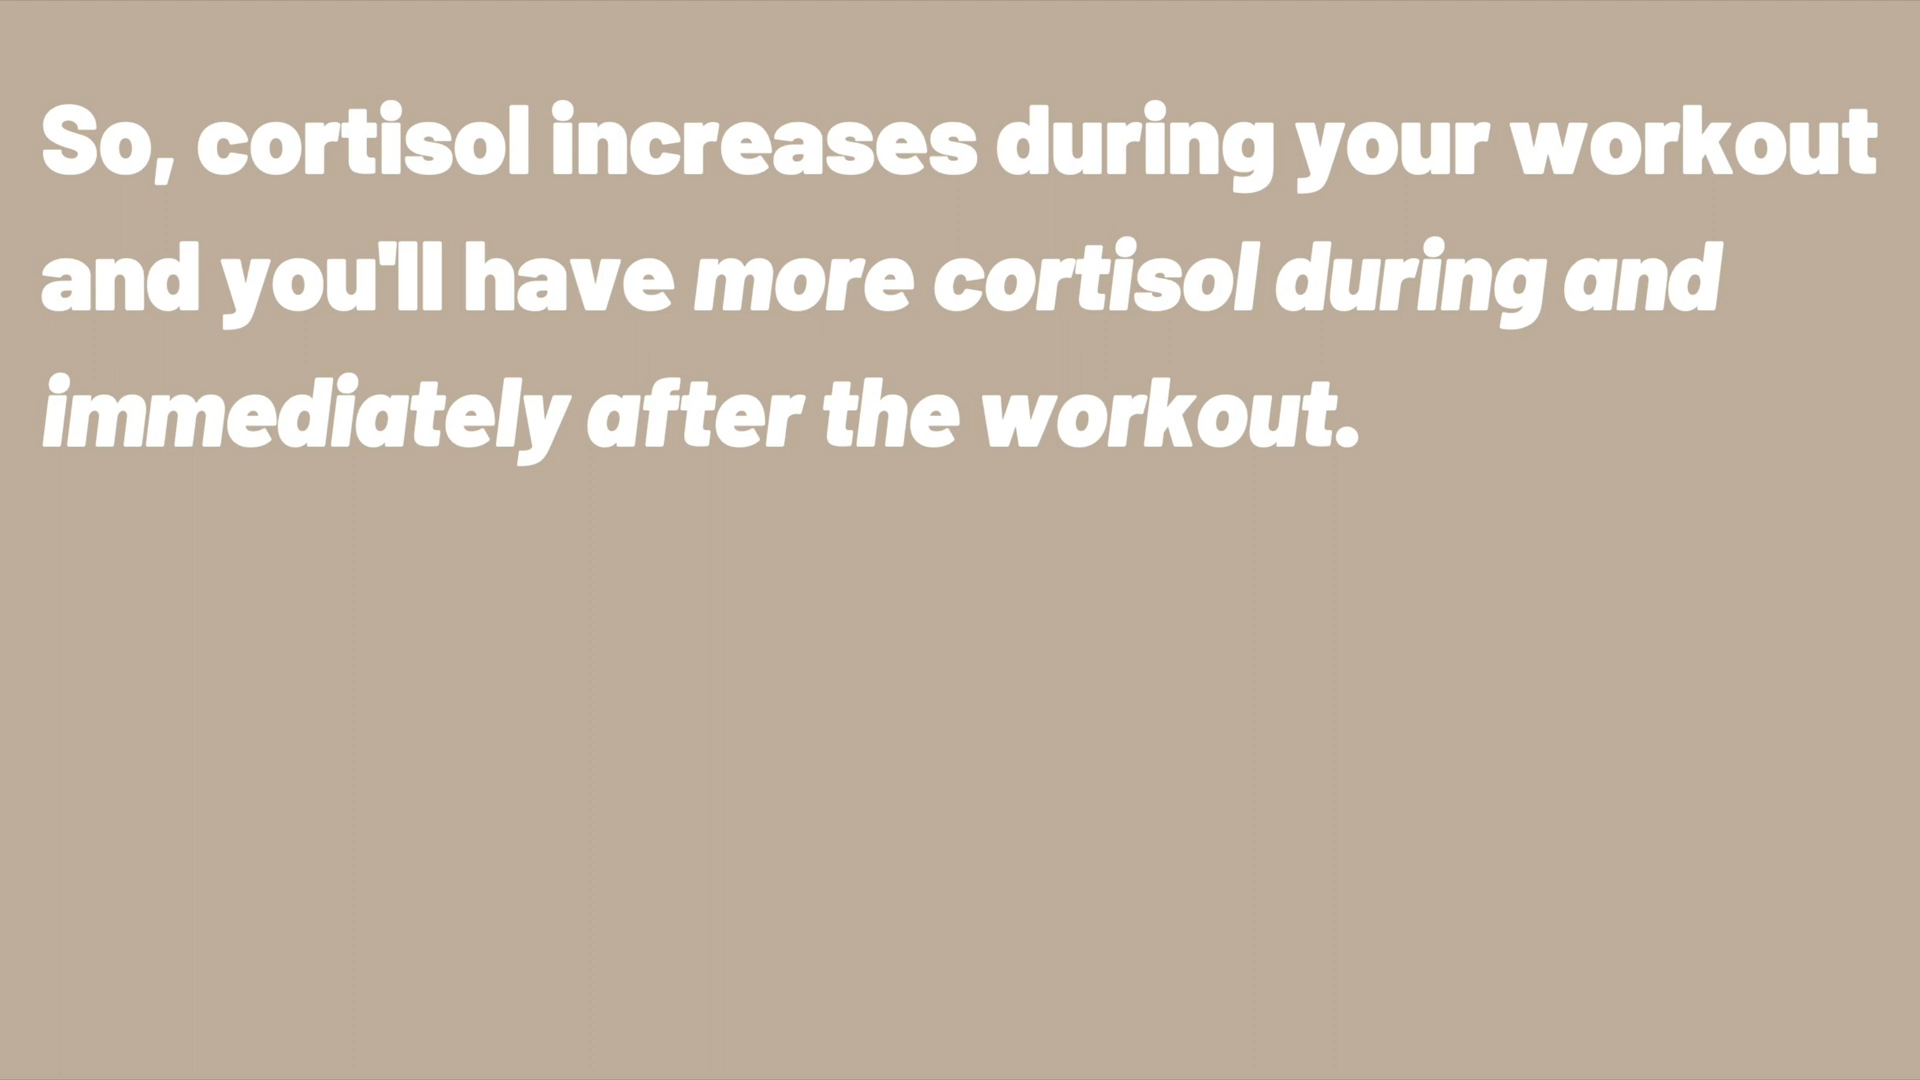 So, cortisol increases during your workout
and you'll have more cortisol during and
immediately after the workout.